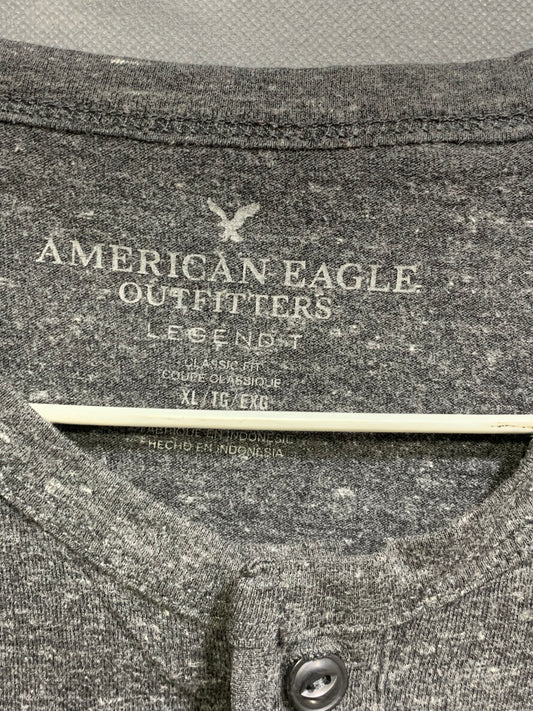 AMERICAN EAGLE
OUTFITTERS
LEGEND T
CLASSIC FIT
COUPE CLASSIQUE
XL/TG/EXG
FABRIQUÉ EN INDONÉSIE
HECHO EN INDONESIA